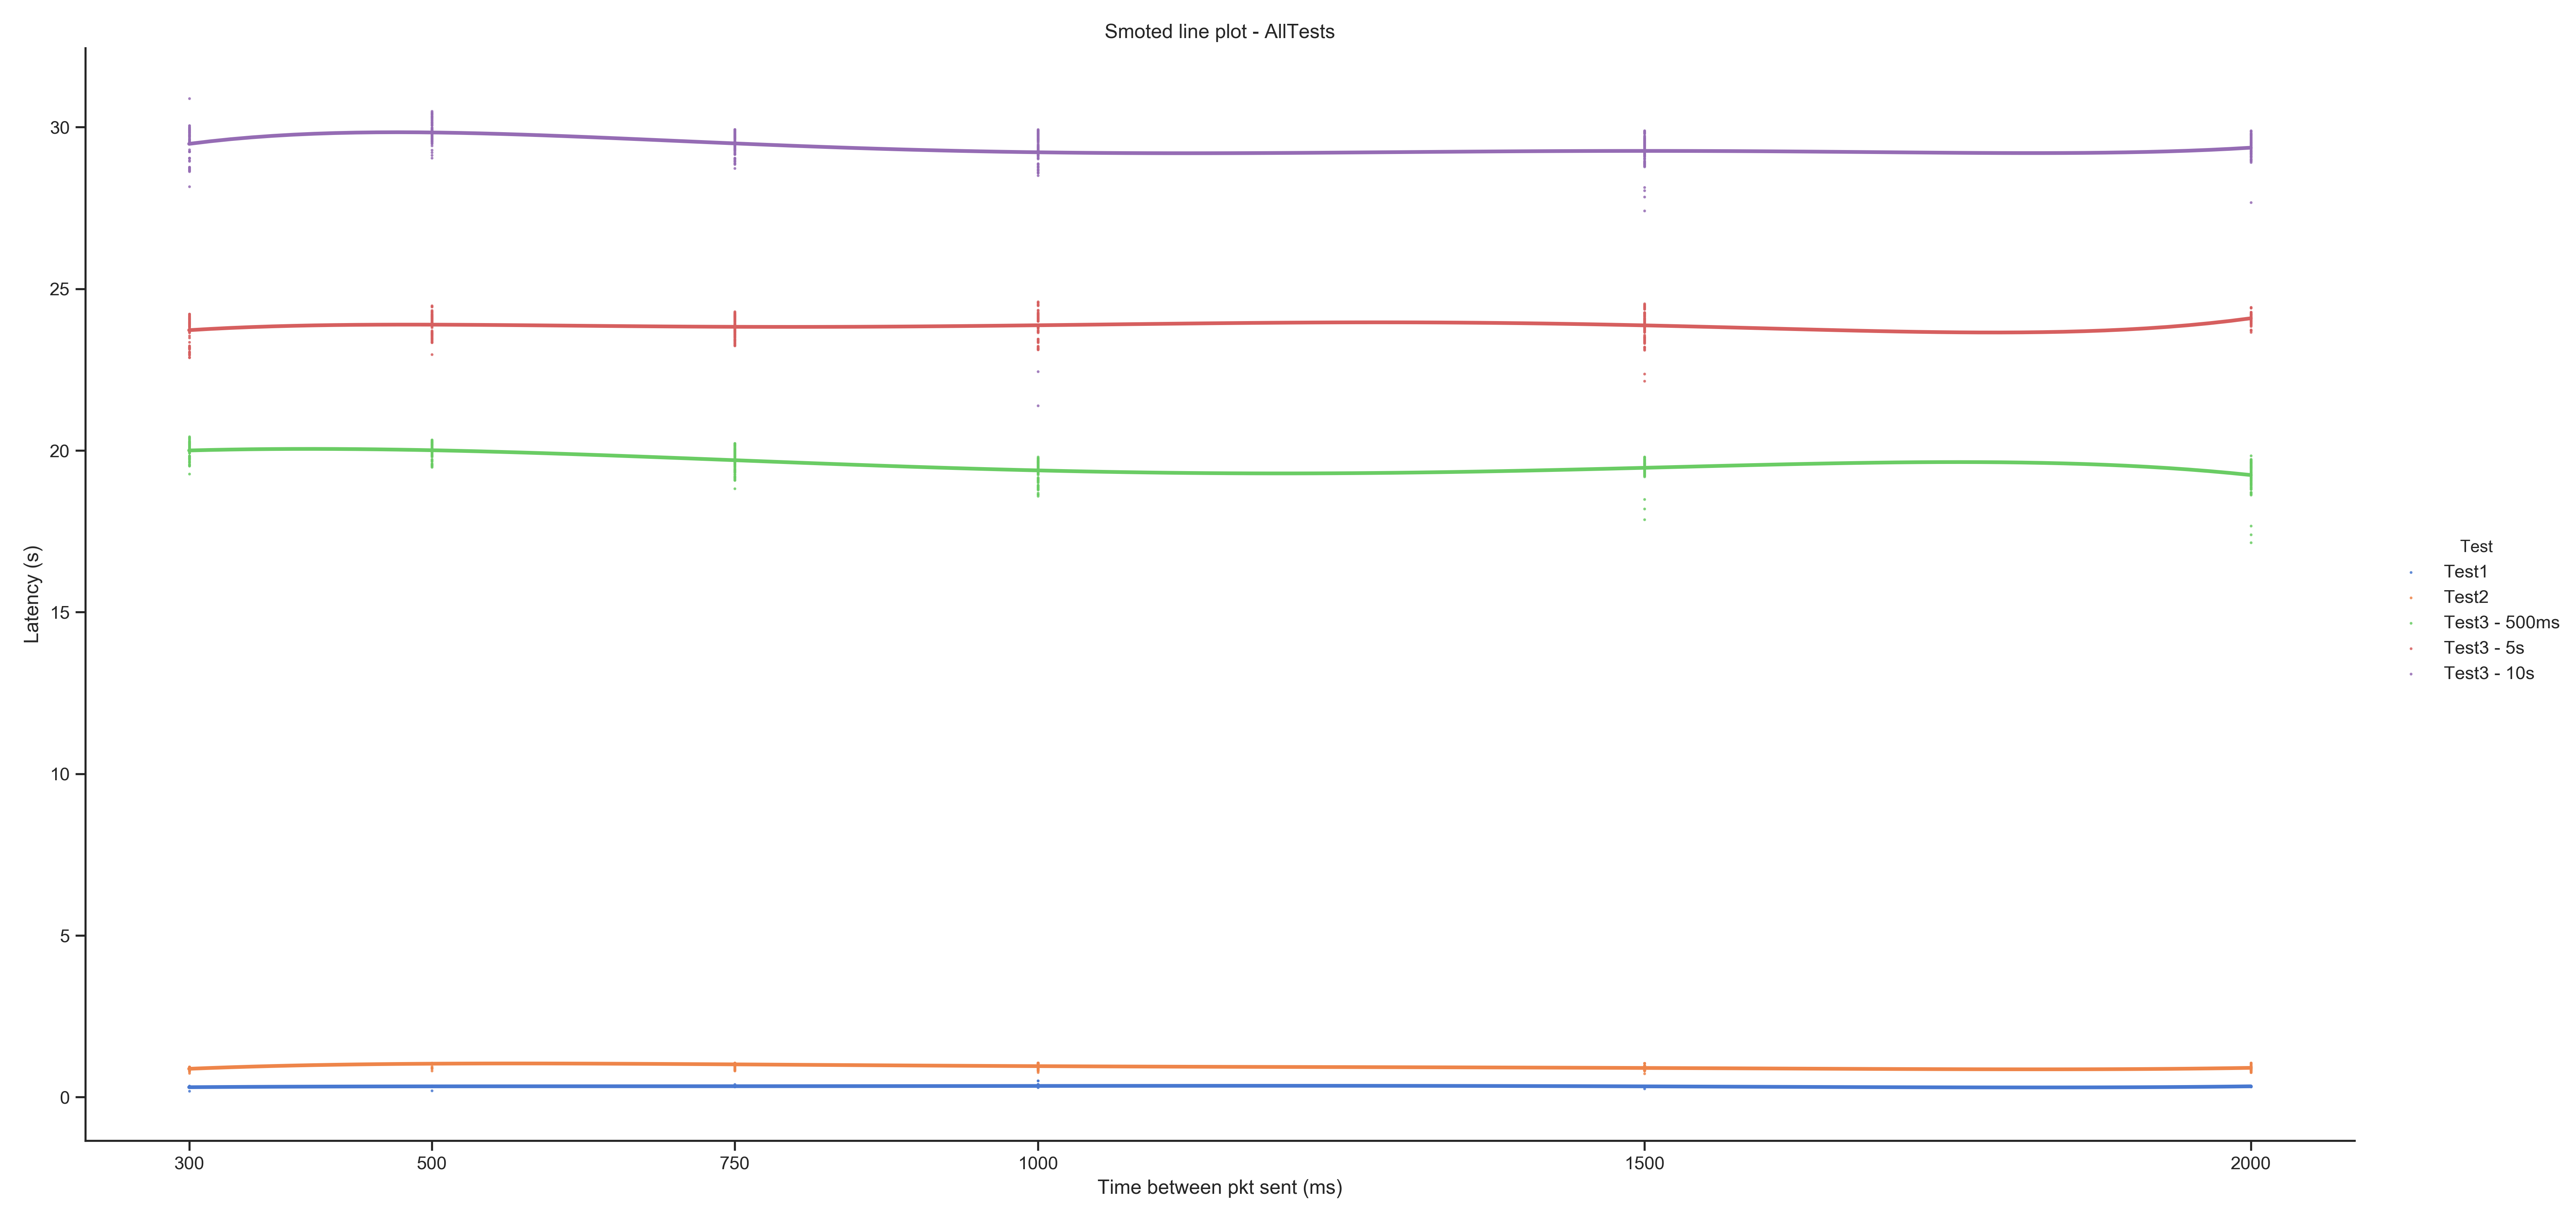 Smoted line plot - AllTests
30
25
20
15
10
5
0
Latency (s)
300 500 750 1000 1500 2000
Time between pkt sent (ms)
Test
Test1
Test2
Test3 - 500ms
Test3 - 5s
Test3 - 10s